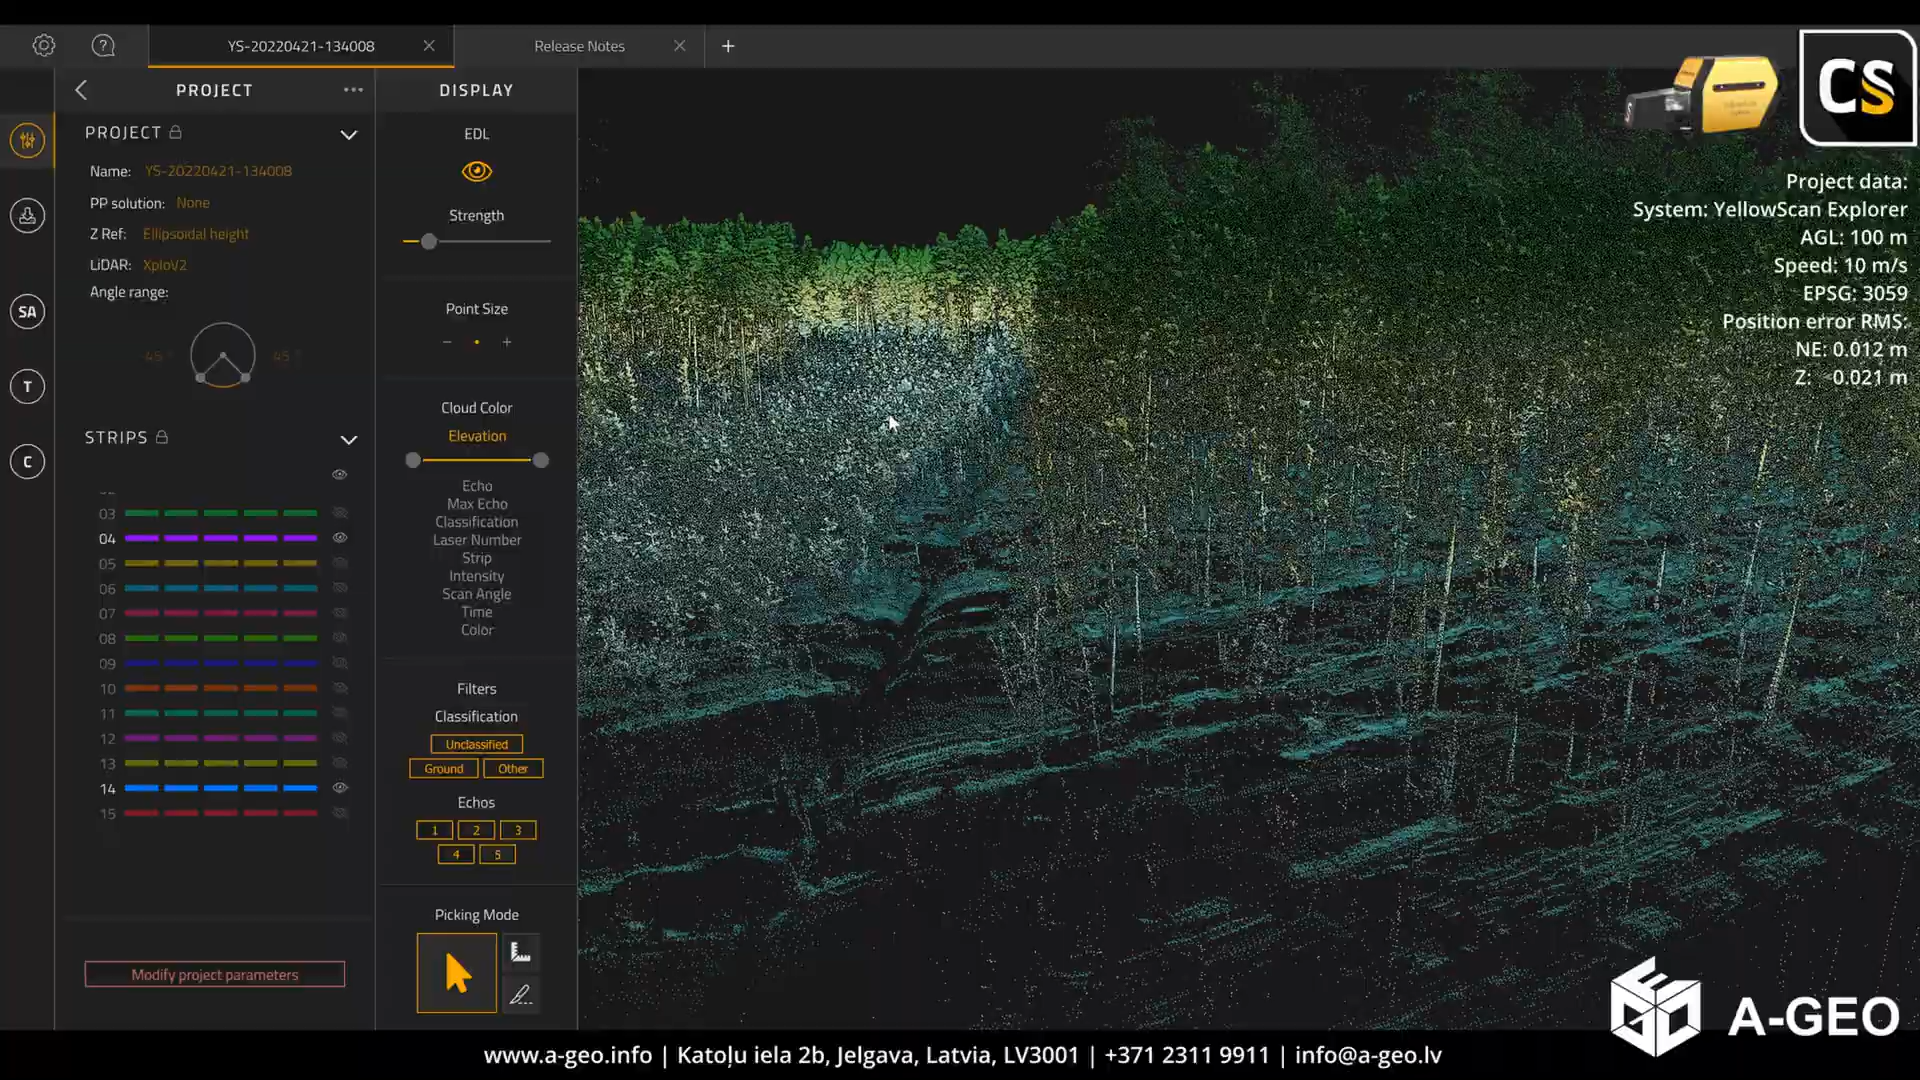 YS-20220421-134008
Release Notes
PROJECT
DISPLAY
PROJECT
Name: YS-20220421-134008
PP solution: None
Z Ref: Ellipsoidal height
LiDAR: XploV2
Angle range:
45 °
45 °
SA
T
C
STRIPS
03
04
05
06
07
08
09
10
11
12
13
14
15
Modify project parameters
EDL
Strength
Point Size
Cloud Color
Elevation
Echo
Max Echo
Classification
Laser Number
Strip
Intensity
Scan Angle
Time
Color
Filters
Classification
Unclassified
Ground Other
Echos
1 2 3
4 5
Picking Mode
CS
Project data:
System: YellowScan Explorer
AGL: 100 m
Speed: 10 m/s
EPSG: 3059
Position error RMS:
NE: 0.012 m
Z: 0.021 m
A-GEO
www.a-geo.info | Katoļu iela 2b, Jelgava, Latvia, LV3001 | +371 2311 9911 | info@a-geo.lv